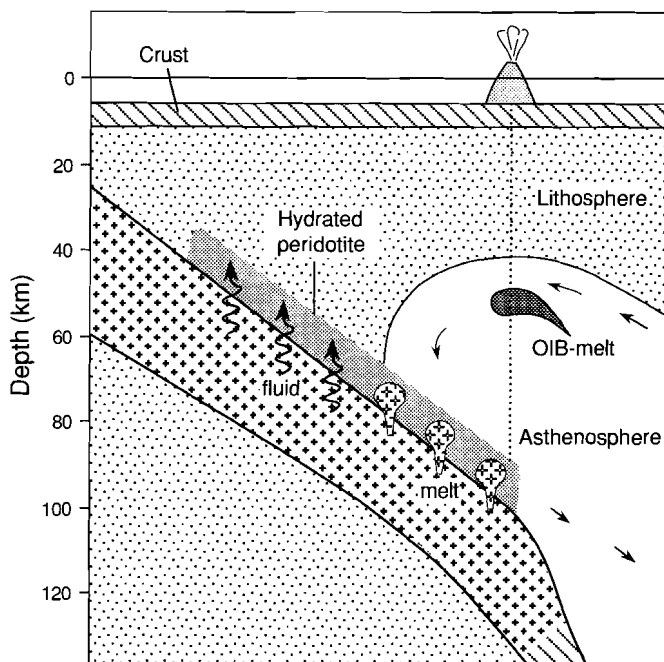 Crust
0
20
Lithosphere
Hydrated
peridotite
40
OIB-melt
Depth (km)
60
fluid
80
Asthenosphere
melt
100
120